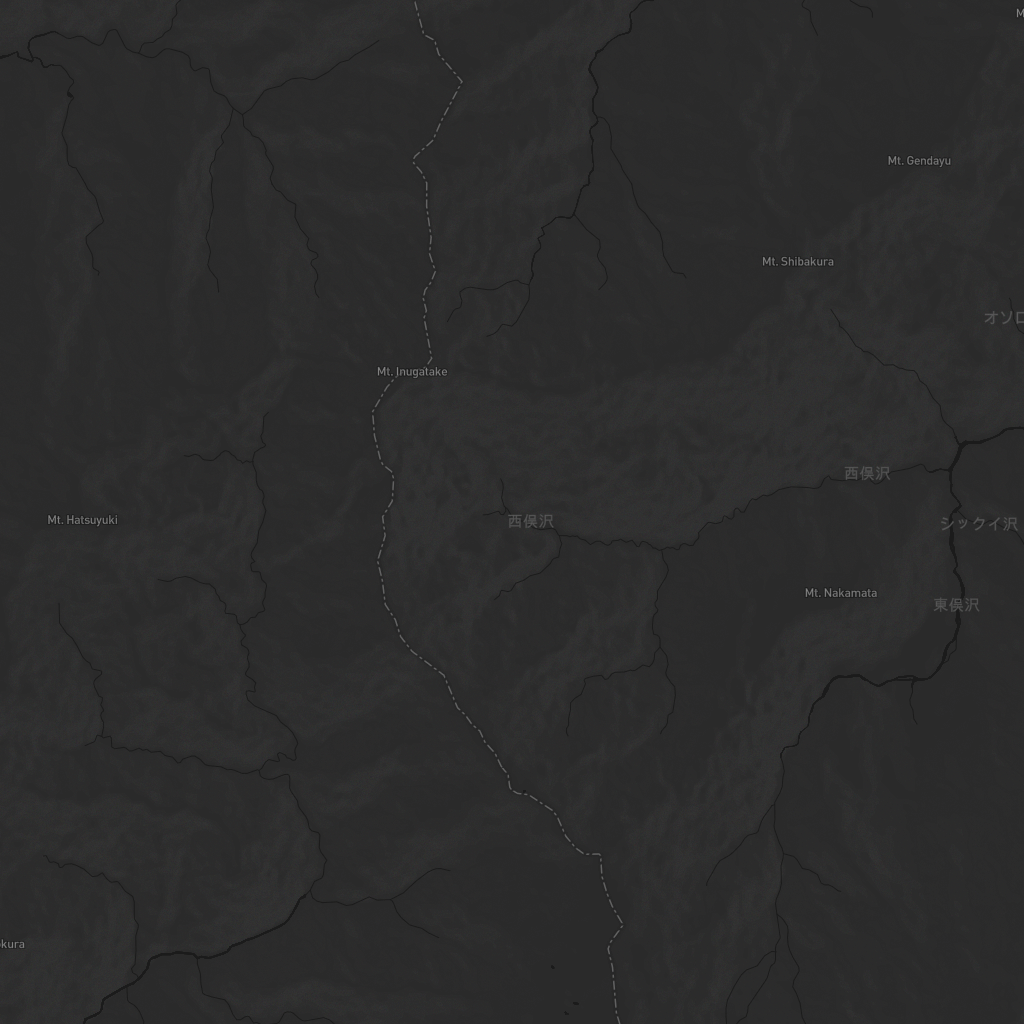 Mt. Gendayu
Mt. Shibakura
オソロ
Mt. Inugatake
西俣沢
西俣沢
Mt. Hatsuyuki
シックイ沢
Mt. Nakamata
東俣沢
kura